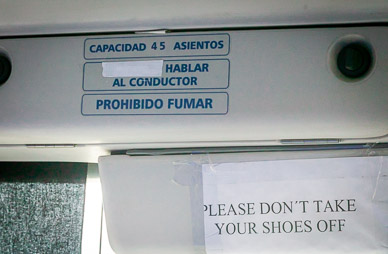 CAPACIDAD 45 ASIENTOS
HABLAR
AL CONDUCTOR
PROHIBIDO FUMAR
PLEASE DON´T TAKE
YOUR SHOES OFF